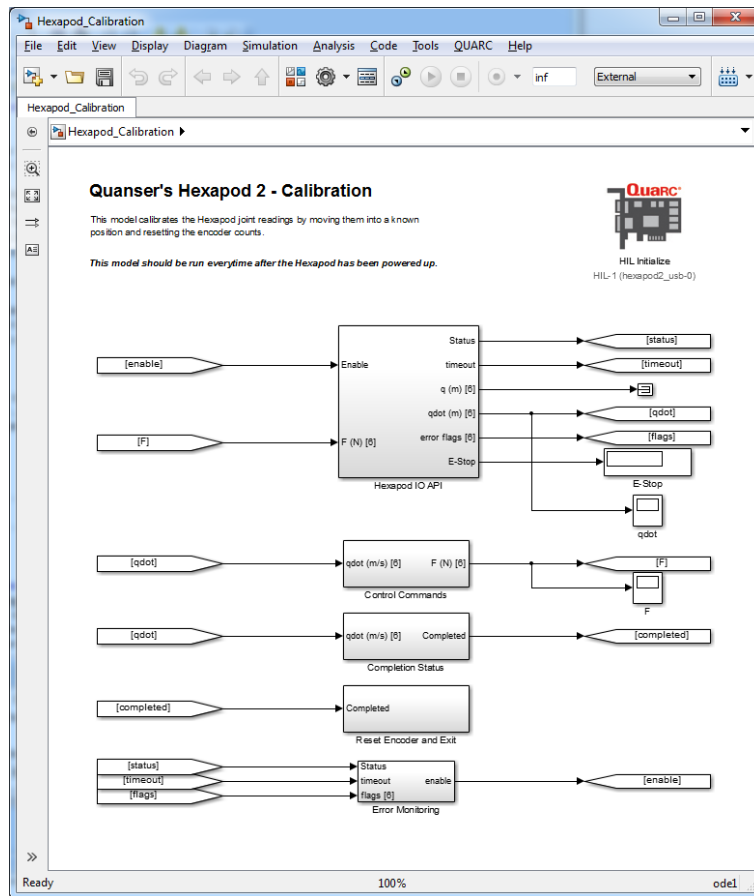 Hexapod_Calibration
File Edit View Display Diagram Simulation Analysis Code Tools QUARC Help
inf External
Hexapod_Calibration
Hexapod_Calibration
Quanser's Hexapod 2 - Calibration
This model calibrates the Hexapod joint readings by moving them into a known
position and resetting the encoder counts.
This model should be run everytime after the Hexapod has been powered up.
QUARC
HIL Initialize
HIL-1 (hexapod2_usb-0)
[enable]
[F]
Enable
F (N) [6]
Status
timeout
q (m) [6]
qdot (m) [6]
error flags [6]
E-Stop
Hexapod IO API
[status]
[timeout]
[qdot]
[flags]
E-Stop
qdot
[qdot]
qdot (m/s) [6] F (N) [6]
Control Commands
[F]
F
[qdot]
qdot (m/s) [6] Completed
Completion Status
[completed]
[completed]
Completed
Reset Encoder and Exit
[status]
[timeout]
[flags]
Status
timeout enable
flags [6]
Error Monitoring
[enable]
Ready 100% ode1